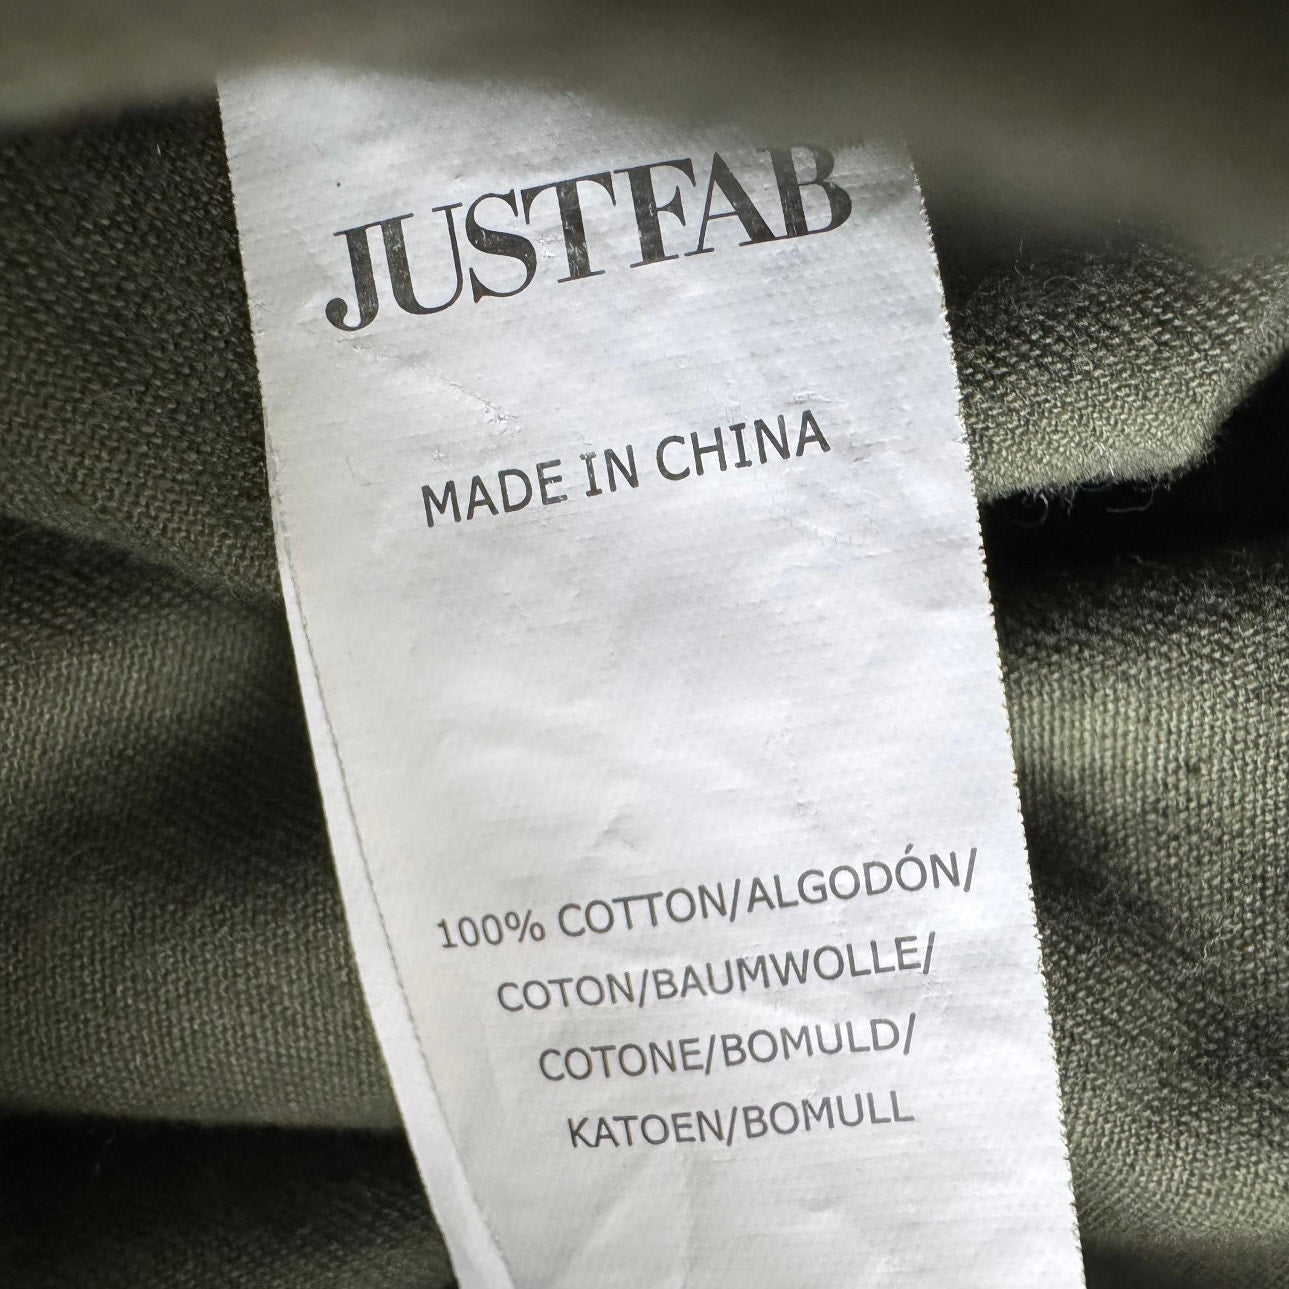 JUSTFAB
MADE IN CHINA
100% COTTON/ALGODÓN/
COTON/BAUMWOLLE/
COTONE/BOMULD/
KATOEN/BOMULL